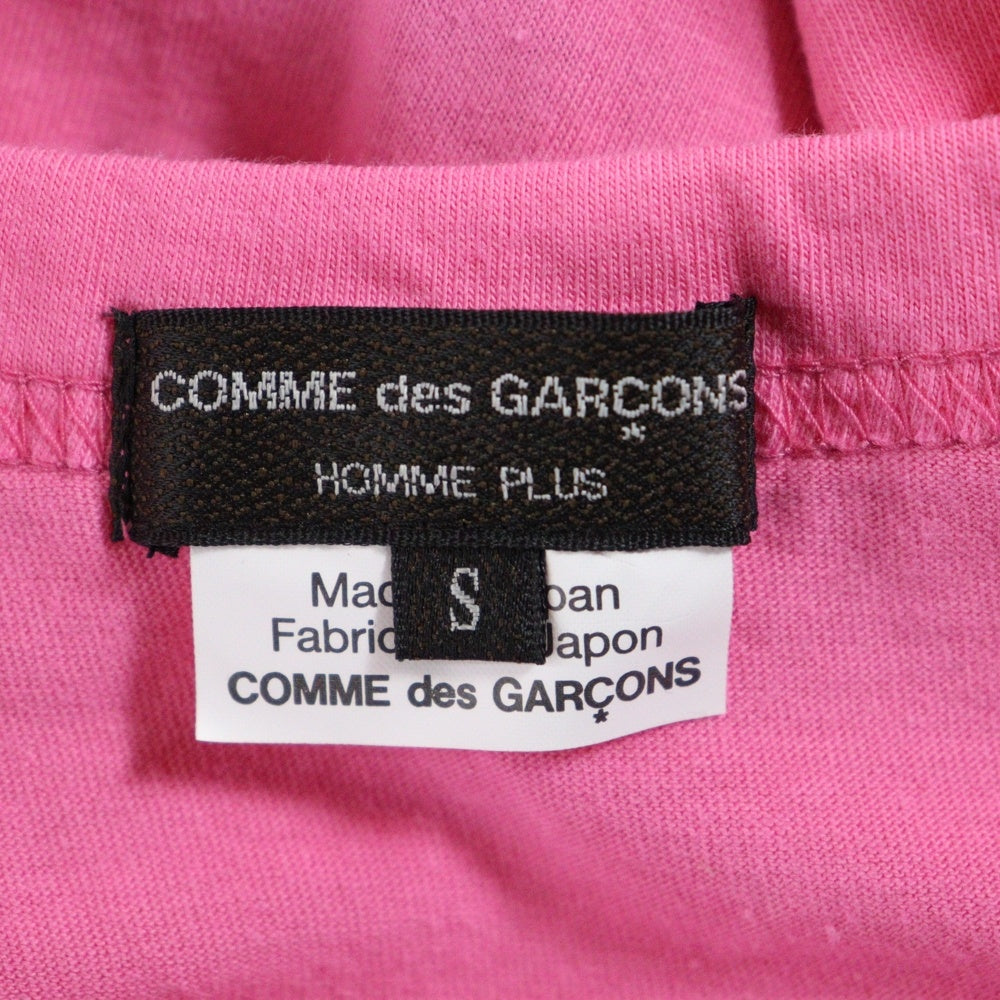 COMME des GARÇONS
*
HOMME PLUS
S
Mac pan
Fabric Japon
COMME des GARÇONS
*